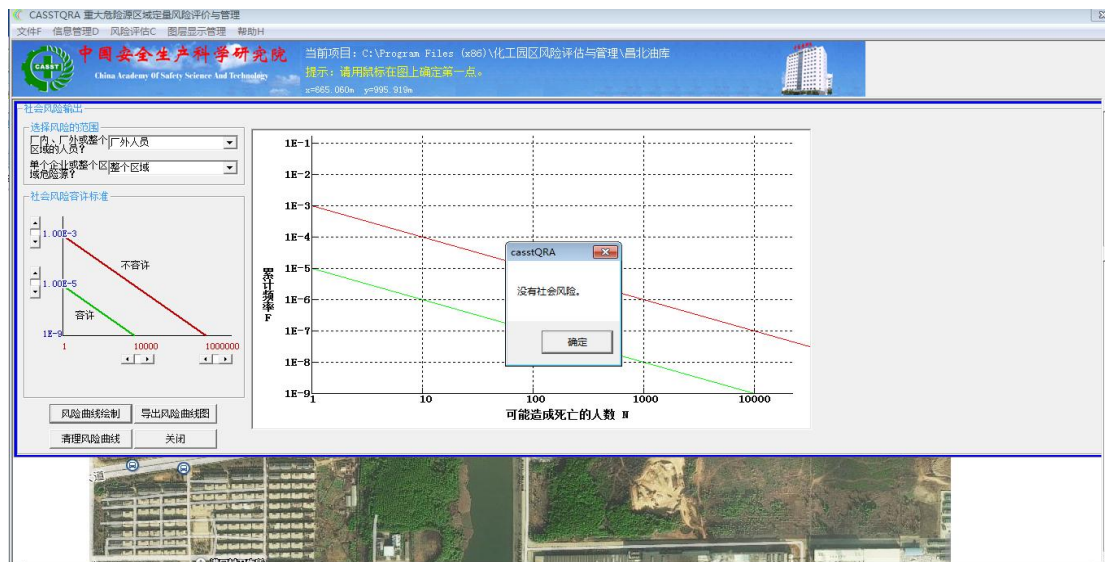 CASSTQRA 重大危险源区域定量风险评价与管理
文件F 信息管理D 风险评估C 图层显示管理 帮助H
CASST
中国安全生产科学研究院
China Academy Of Safety Science And Technology
当前项目: C:\Program Files (x86)\化工园区风险评估与管理\昌北油库
提示: 请用鼠标在图上确定第一点。
x=665.060m y=995.919m
社会风险输出
选择风险的范围
厂内、厂外或整个区域的人员?
厂外人员
单个企业或整个区域危险源?
整个区域
社会风险容许标准
1.00E-3
不容许
1.00E-5
容许
1E-9
1 10000 1000000
风险曲线绘制 导出风险曲线图
清理风险曲线 关闭
1E-1
1E-2
1E-3
1E-4
1E-5
1E-6
1E-7
1E-8
1E-9
累计频率F
1 10 100 1000 10000
可能造成死亡的人数 N
casstQRA
没有社会风险。
确定